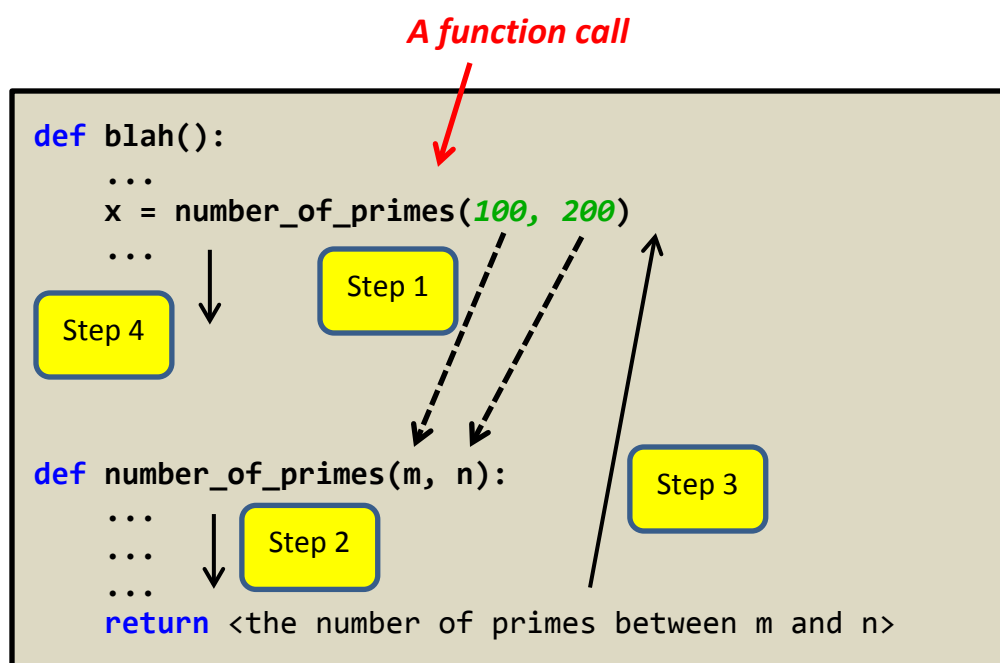 A function call
def blah():
...
x = number_of_primes(100, 200)
...
Step 1
Step 4
def number_of_primes(m, n):
...
...
...
Step 2
Step 3
return <the number of primes between m and n>